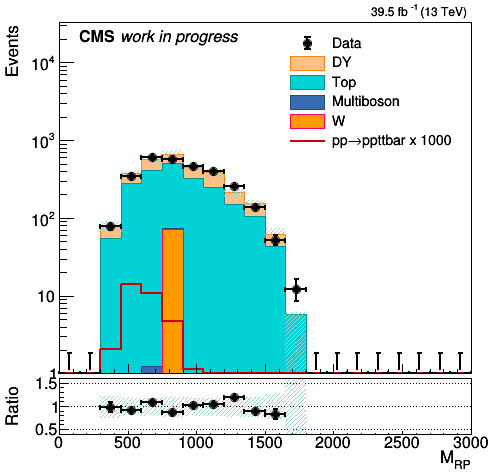 39.5 fb⁻¹ (13 TeV)
CMS work in progress
Events
10⁴
10³
10²
10
1
Data
DY
Top
Multiboson
W
pp→ppttbar x 1000
Ratio
1.5
1
0.5
0 500 1000 1500 2000 2500 3000
M_RP